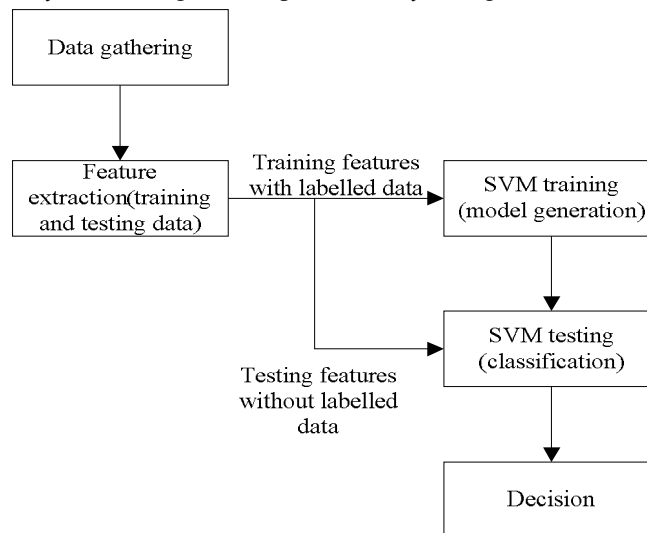 Data gathering
Feature
extraction(training
and testing data)
Training features
with labelled data
SVM training
(model generation)
SVM testing
(classification)
Testing features
without labelled
data
Decision